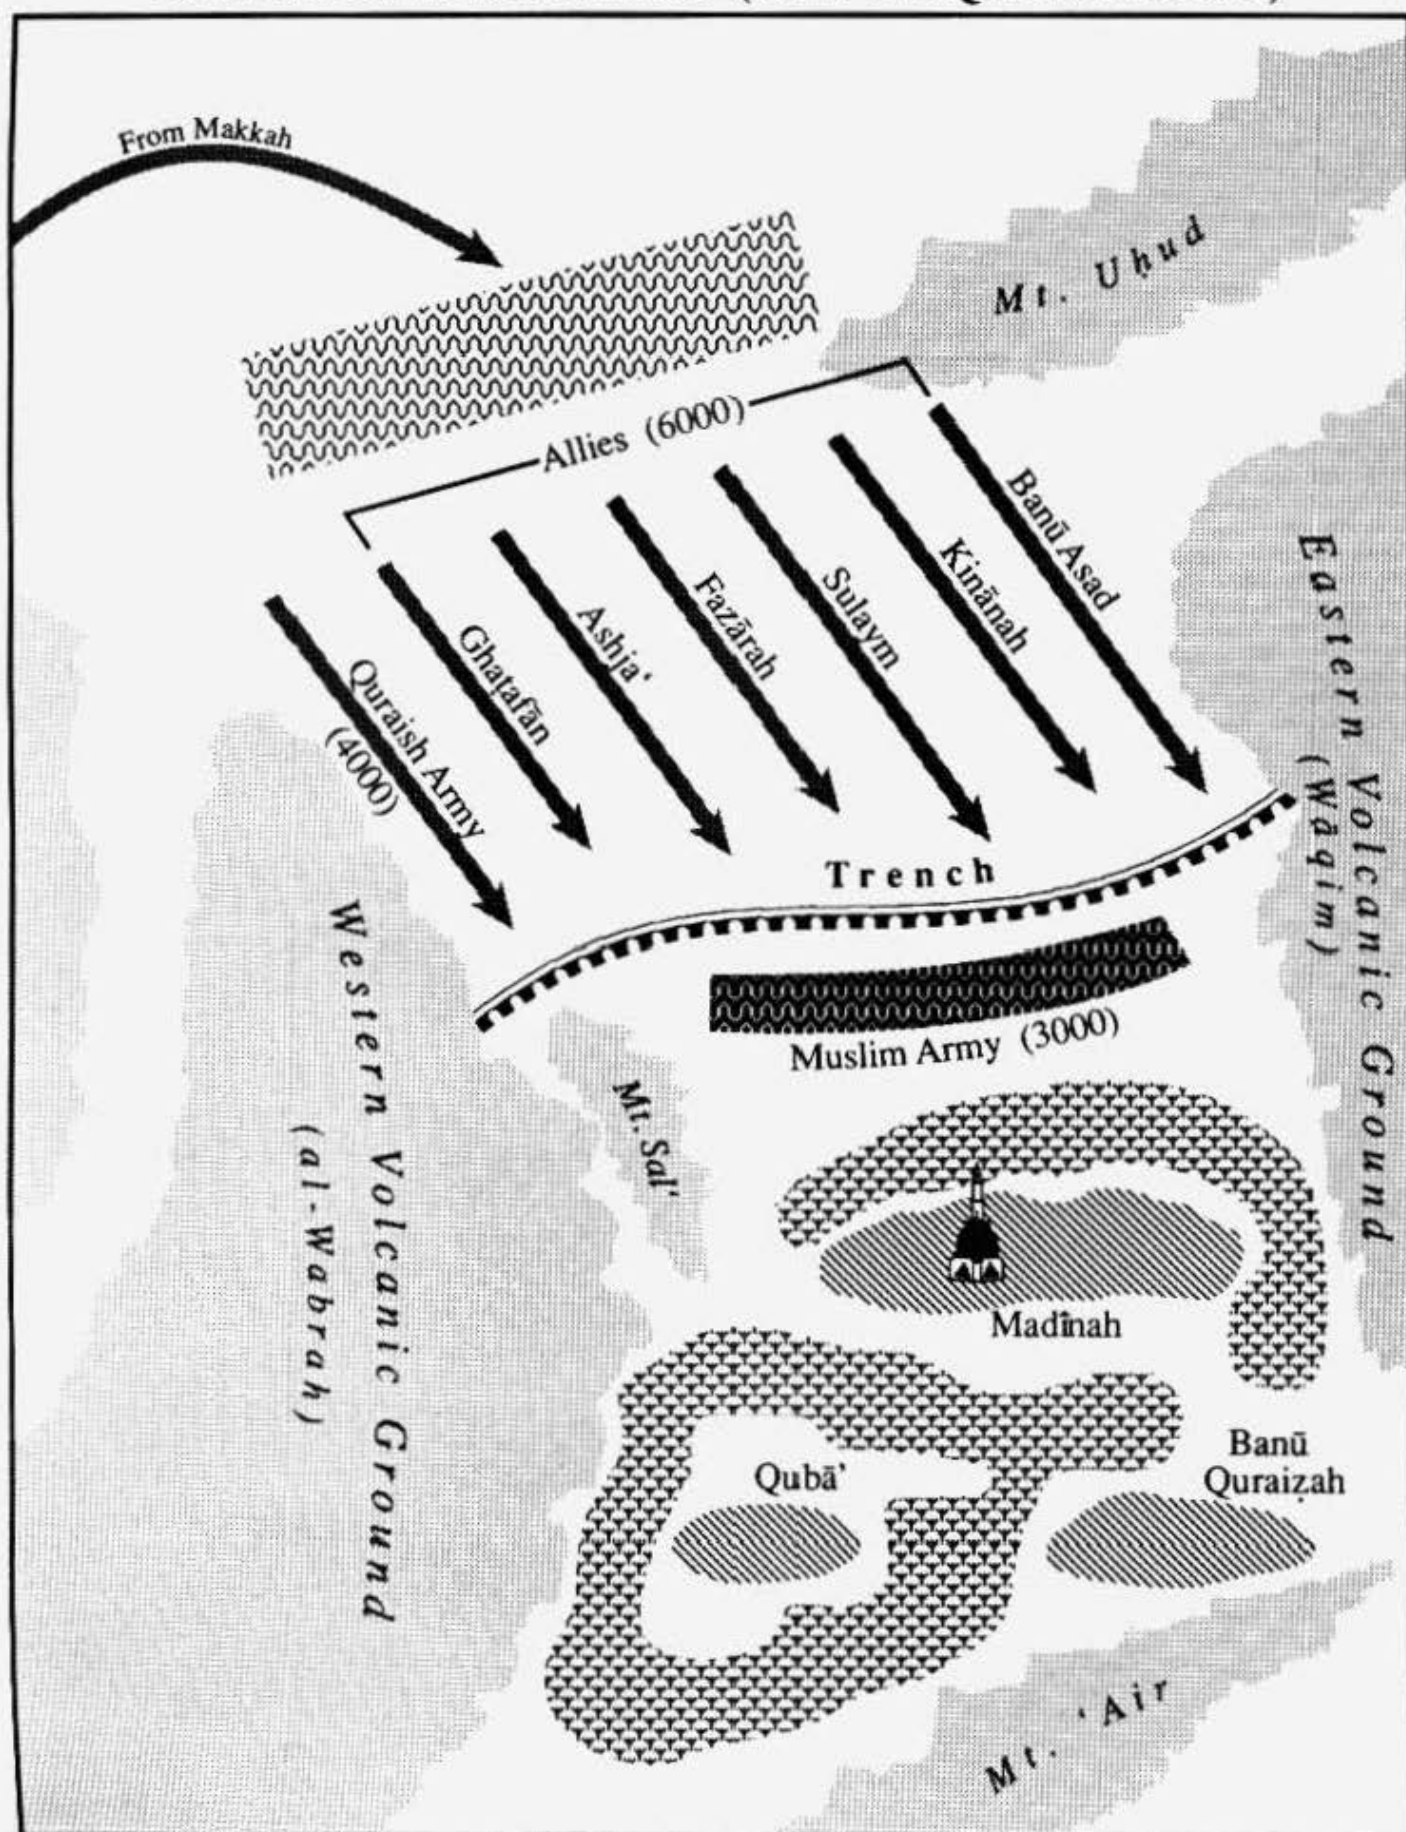 From Makkah
Mt. Uḥud
Allies (6000)
Banū Asad
Kinānah
Sulaym
Fazārah
Ashja‘
Ghaṭafān
Quraish Army
(4000)
Eastern Volcanic Ground
(Wāqim)
Trench
Muslim Army (3000)
Western Volcanic Ground
(al-Wabrah)
Mt. Sal‘
Madīnah
Banū
Quraiẓah
Qubā’
Mt. ‘Air